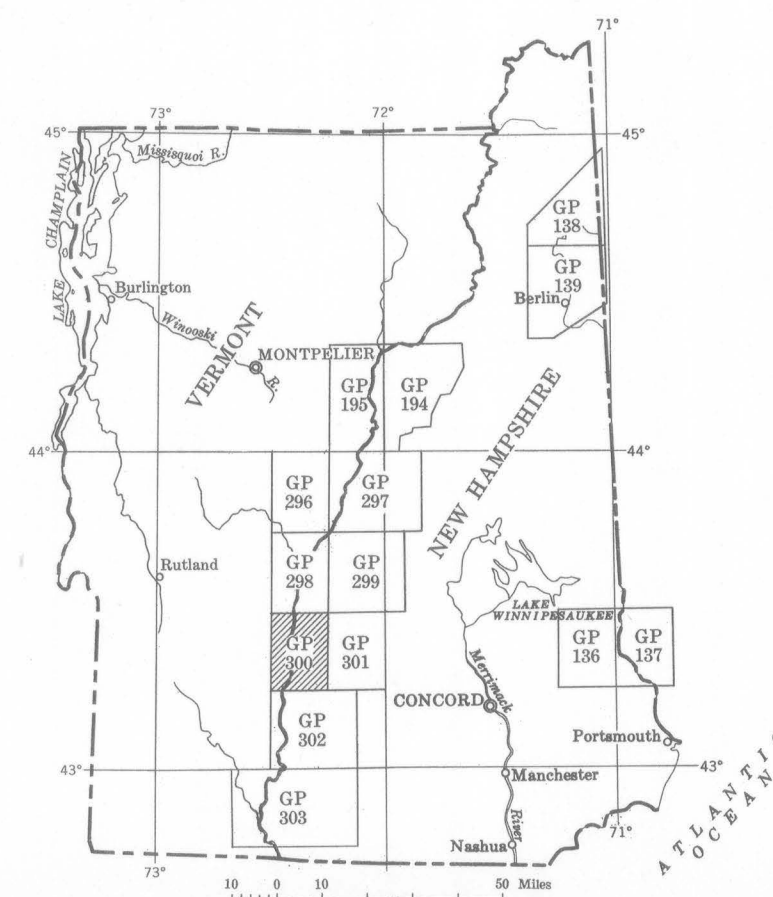 71°
73°
72°
45°
45°
Missisquoi R.
LAKE CHAMPLAIN
GP
138
GP
139
Berlin
Burlington
Winooski R.
VERMONT
MONTPELIER
GP
195
GP
194
44°
44°
NEW HAMPSHIRE
GP
296
GP
297
Rutland
GP
298
GP
299
LAKE
WINNIPESAUKEE
GP
300
GP
301
GP
136
GP
137
Merrimack River
CONCORD
GP
302
Portsmouth
43°
43°
Manchester
GP
303
Nashua
71°
ATLANTI
OCEAN
73°
10 0 10 50 Miles